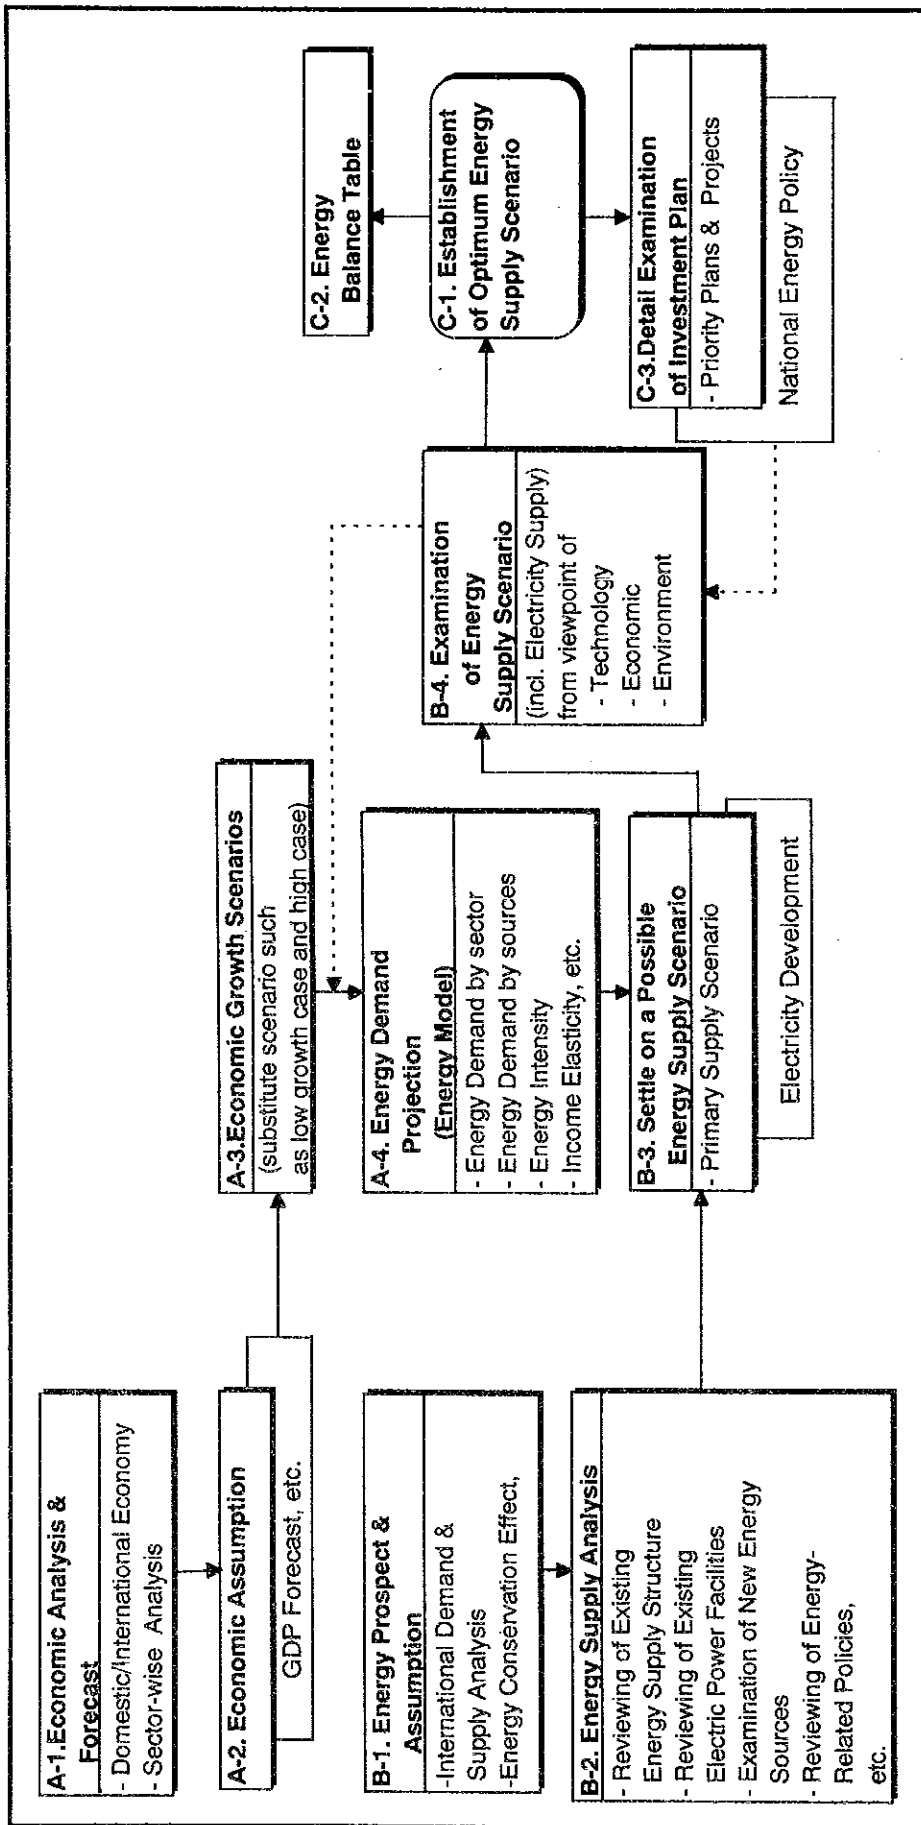 A-1.Economic Analysis &
Forecast
- Domestic/International Economy
- Sector-wise Analysis
A-2. Economic Assumption
GDP Forecast, etc.
B-1. Energy Prospect &
Assumption
-International Demand &
Supply Analysis
-Energy Conservation Effect,
B-2. Energy Supply Analysis
- Reviewing of Existing
Energy Supply Structure
- Reviewing of Existing
Electric Power Facilities
- Examination of New Energy
Sources
- Reviewing of Energy-
Related Policies,
etc.
A-3.Economic Growth Scenarios
(substitute scenario such
as low growth case and high case)
A-4. Energy Demand
Projection
(Energy Model)
- Energy Demand by sector
- Energy Demand by sources
- Energy Intensity
- Income Elasticity, etc.
B-3. Settle on a Possible
Energy Supply Scenario
- Primary Supply Scenario
Electricity Development
B-4. Examination
of Energy
Supply Scenario
(incl. Electricity Supply)
from viewpoint of
- Technology
- Economic
- Environment
C-2. Energy
Balance Table
C-1. Establishment
of Optimum Energy
Supply Scenario
C-3.Detail Examination
of Investment Plan
- Priority Plans & Projects
National Energy Policy